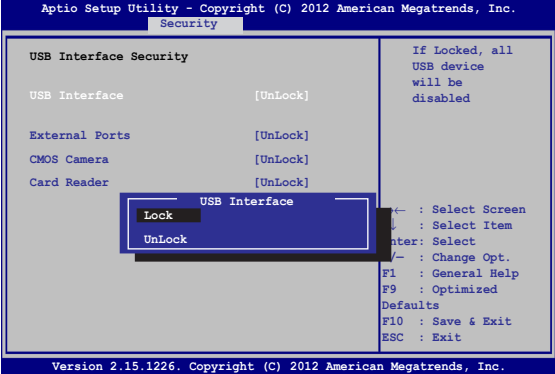 Aptio Setup Utility - Copyright (C) 2012 American Megatrends, Inc.
Security
USB Interface Security
USB Interface [UnLock]
External Ports [UnLock]
CMOS Camera [UnLock]
Card Reader [UnLock]
USB Interface
Lock
UnLock
If Locked, all
USB device
will be
disabled
→← : Select Screen
: Select Item
: Select
: Change Opt.
F1 : General Help
F9 : Optimized
Defaults
F10 : Save & Exit
ESC : Exit
Version 2.15.1226. Copyright (C) 2012 American Megatrends, Inc.